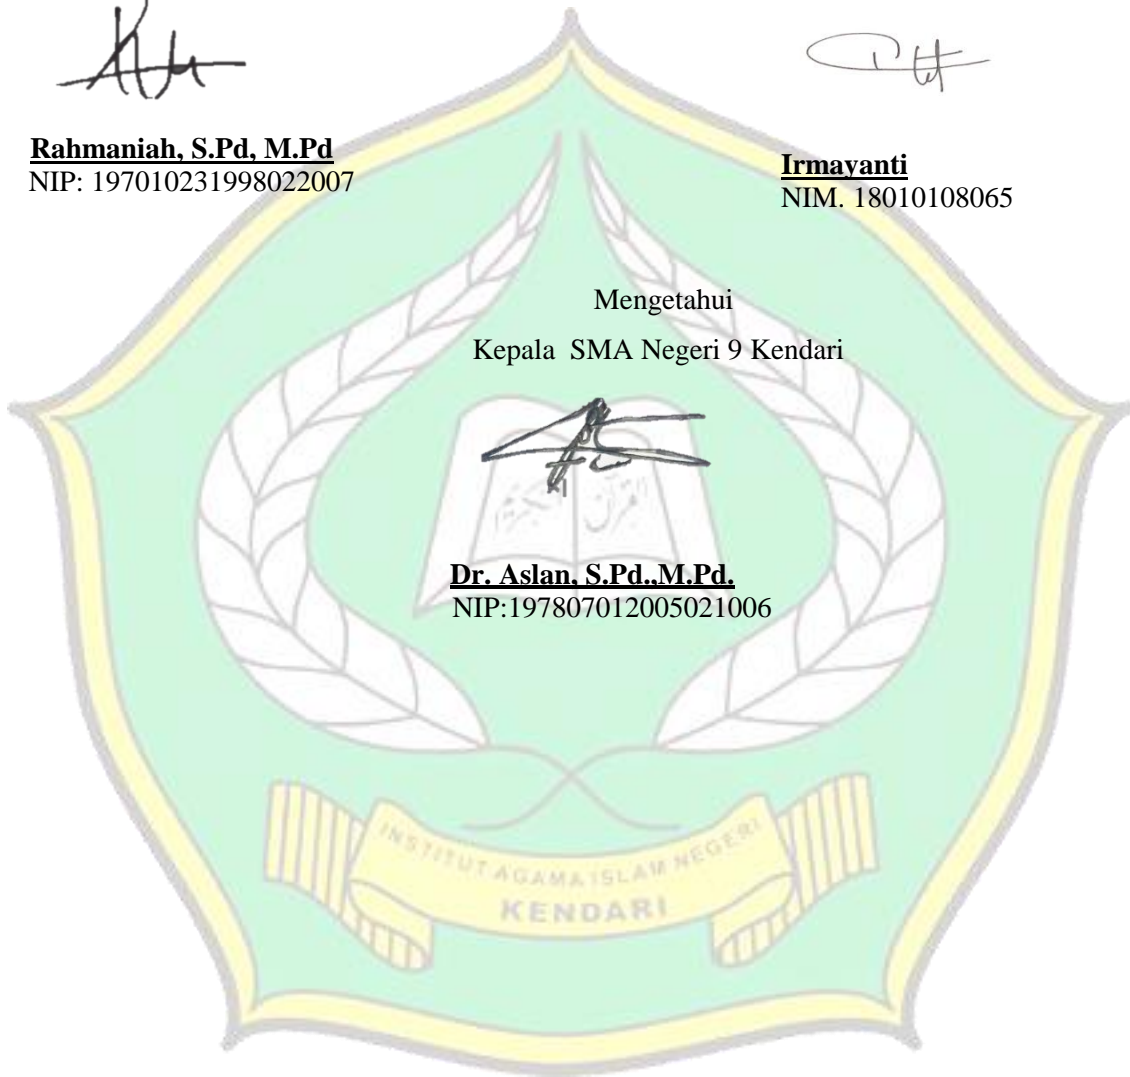 Rahmaniah, S.Pd, M.Pd
NIP: 197010231998022007
Irmayanti
NIM. 18010108065
Mengetahui
Kepala  SMA Negeri 9 Kendari
Dr. Aslan, S.Pd.,M.Pd.
NIP:197807012005021006
INSTITUT AGAMA ISLAM NEGERI
KENDARI